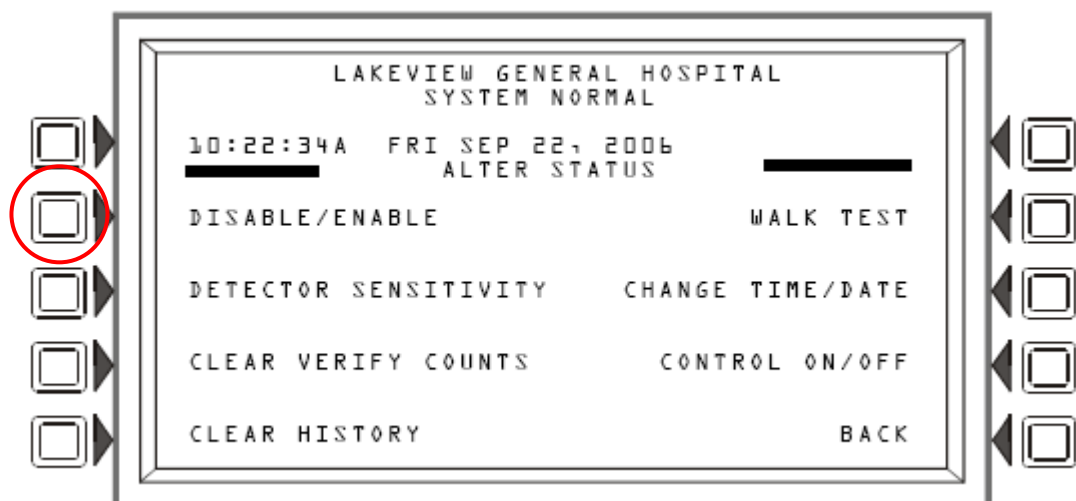 LAKEVIEW GENERAL HOSPITAL
SYSTEM NORMAL
10:22:34A FRI SEP 22, 2006
ALTER STATUS
DISABLE/ENABLE WALK TEST
DETECTOR SENSITIVITY CHANGE TIME/DATE
CLEAR VERIFY COUNTS CONTROL ON/OFF
CLEAR HISTORY BACK